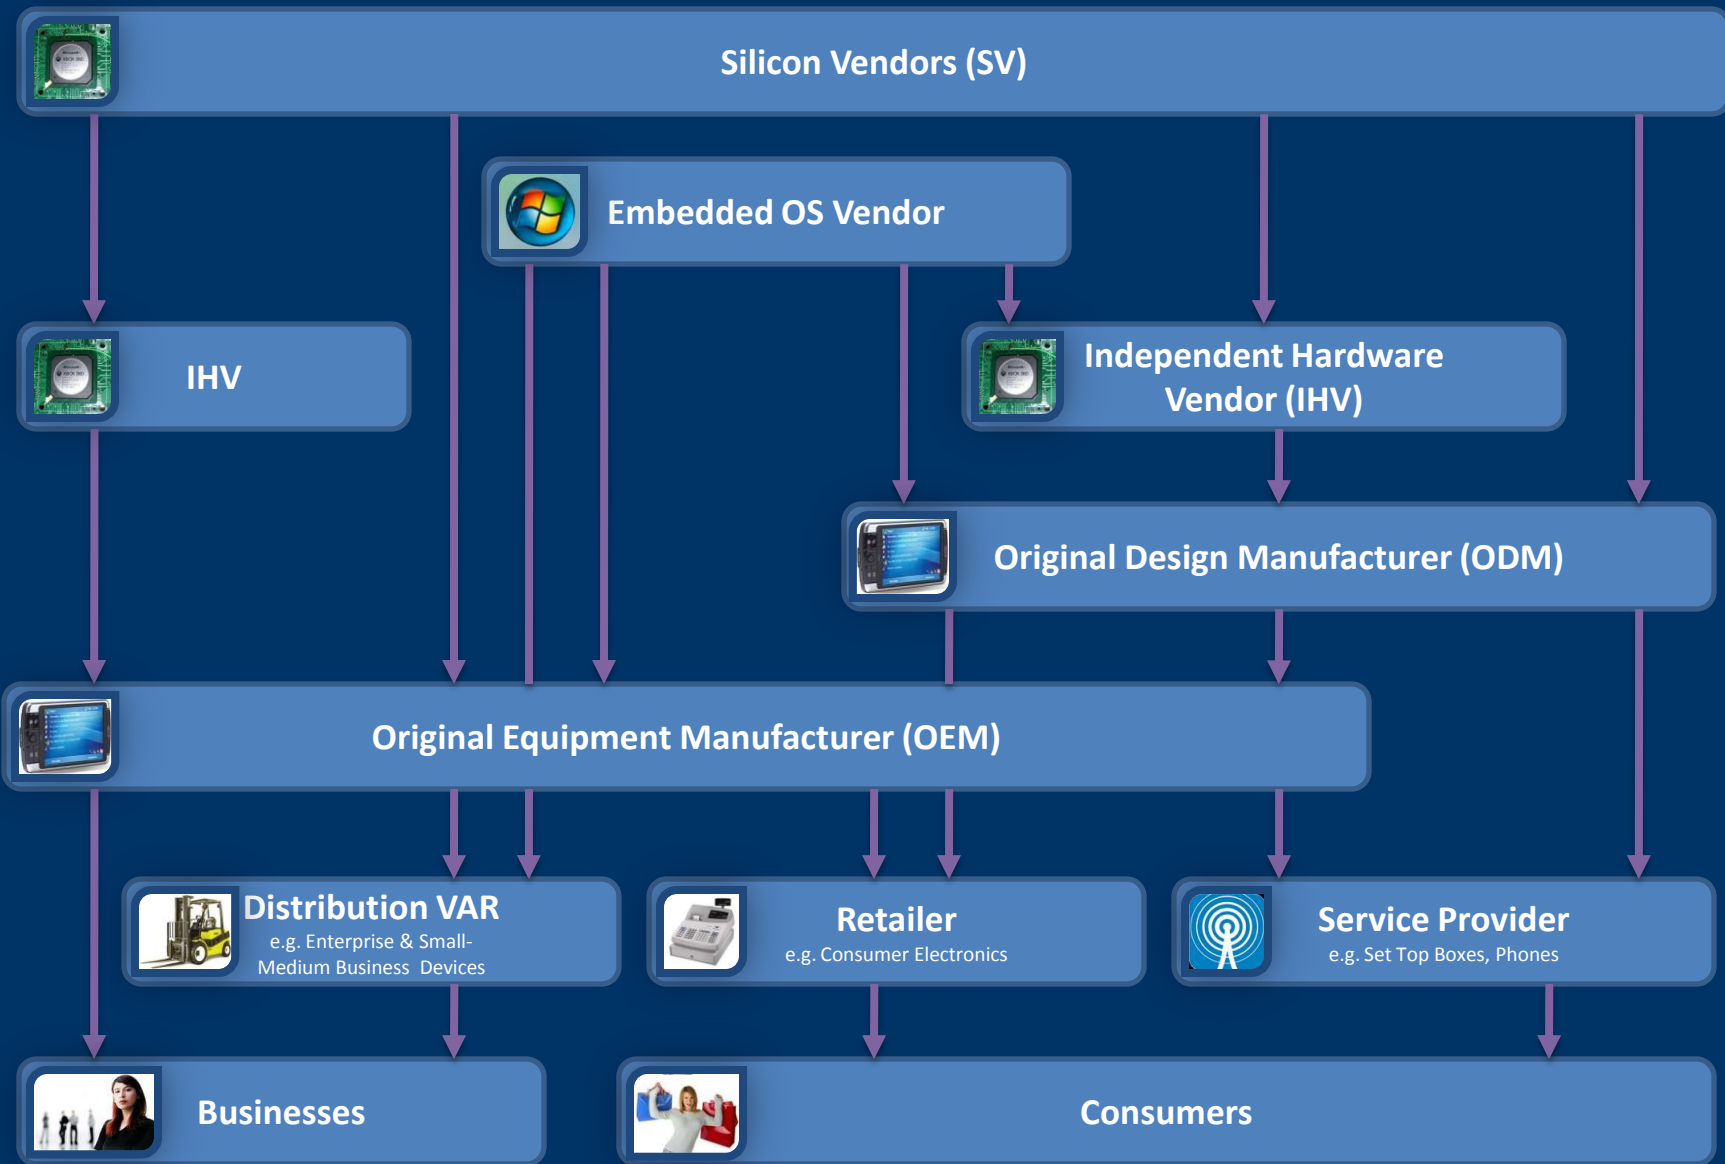 Silicon Vendors (SV)
Embedded OS Vendor
IHV
Independent Hardware
Vendor (IHV)
Original Design Manufacturer (ODM)
Original Equipment Manufacturer (OEM)
Distribution VAR
e.g. Enterprise & Small-
Medium Business Devices
Retailer
e.g. Consumer Electronics
Service Provider
e.g. Set Top Boxes, Phones
Businesses
Consumers